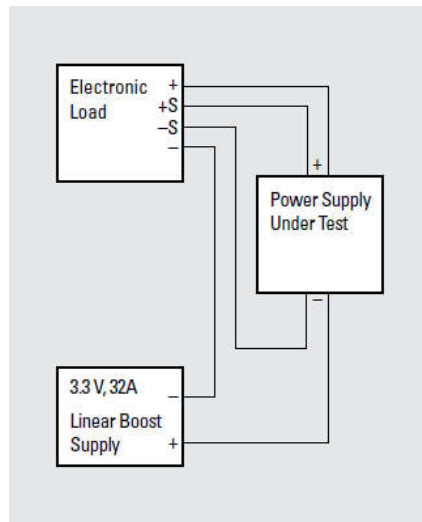 Electronic
Load
+
+S
–S
–
+
Power Supply
Under Test
–
3.3 V, 32A
–
Linear Boost
Supply
+